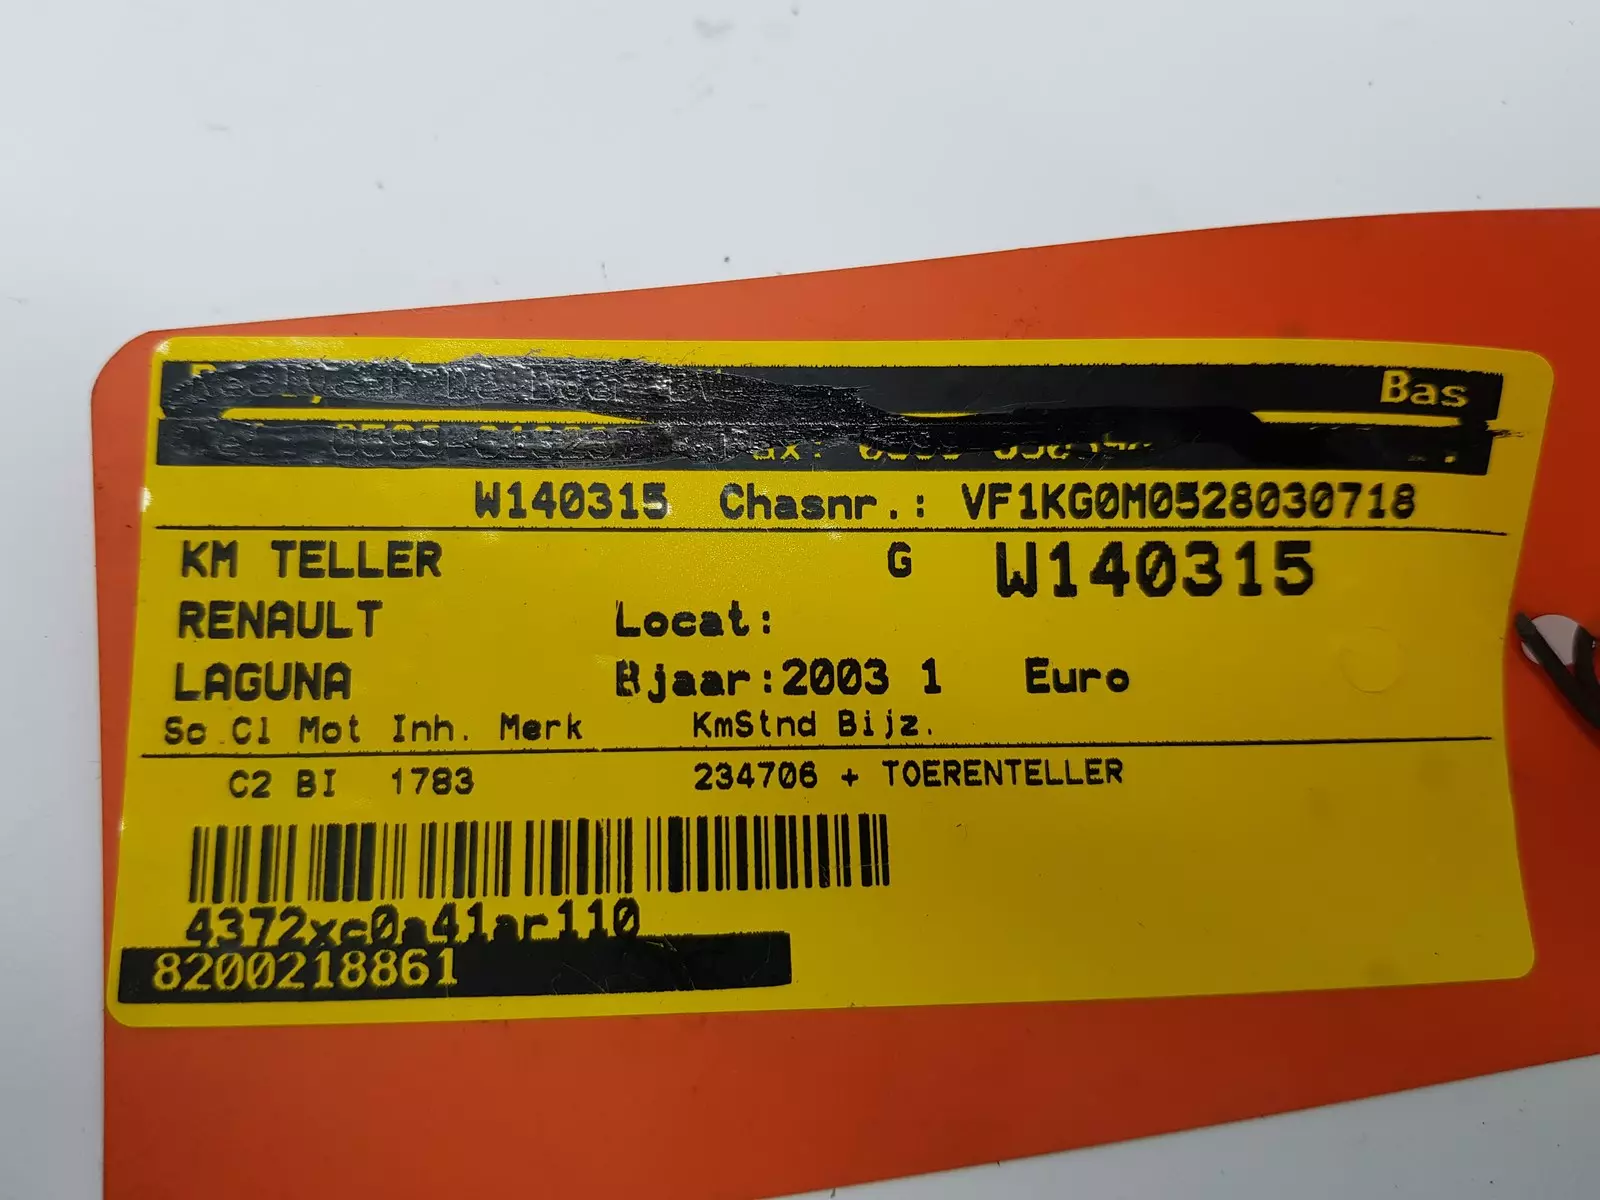 Bas
W140315 Chasnr.: VF1KG0M0528030718
KM TELLER G W140315
RENAULT Locat:
LAGUNA Bjaar:2003 1 Euro
Sc Cl Mot Inh. Merk KmStnd Bijz.
C2 BI 1783 234706 + TOERENTELLER
4372xc0a41ar110
8200218861